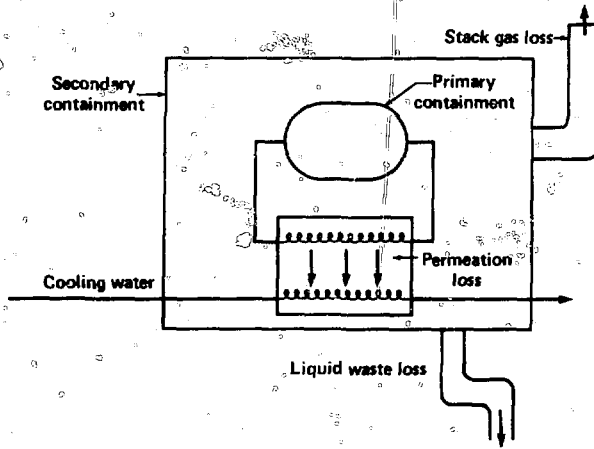 Stack gas loss
Secondary
containment
Primary
containment
Permeation
loss
Cooling water
Liquid waste loss